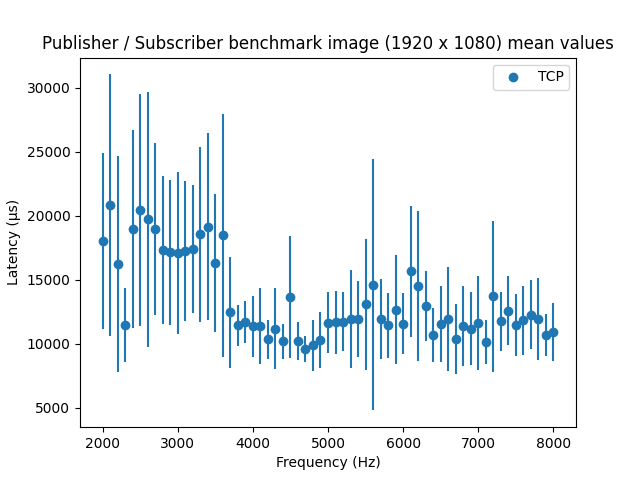 Publisher / Subscriber benchmark image (1920 x 1080) mean values
TCP
30000
25000
20000
15000
10000
5000
Latency (μs)
2000 3000 4000 5000 6000 7000 8000
Frequency (Hz)